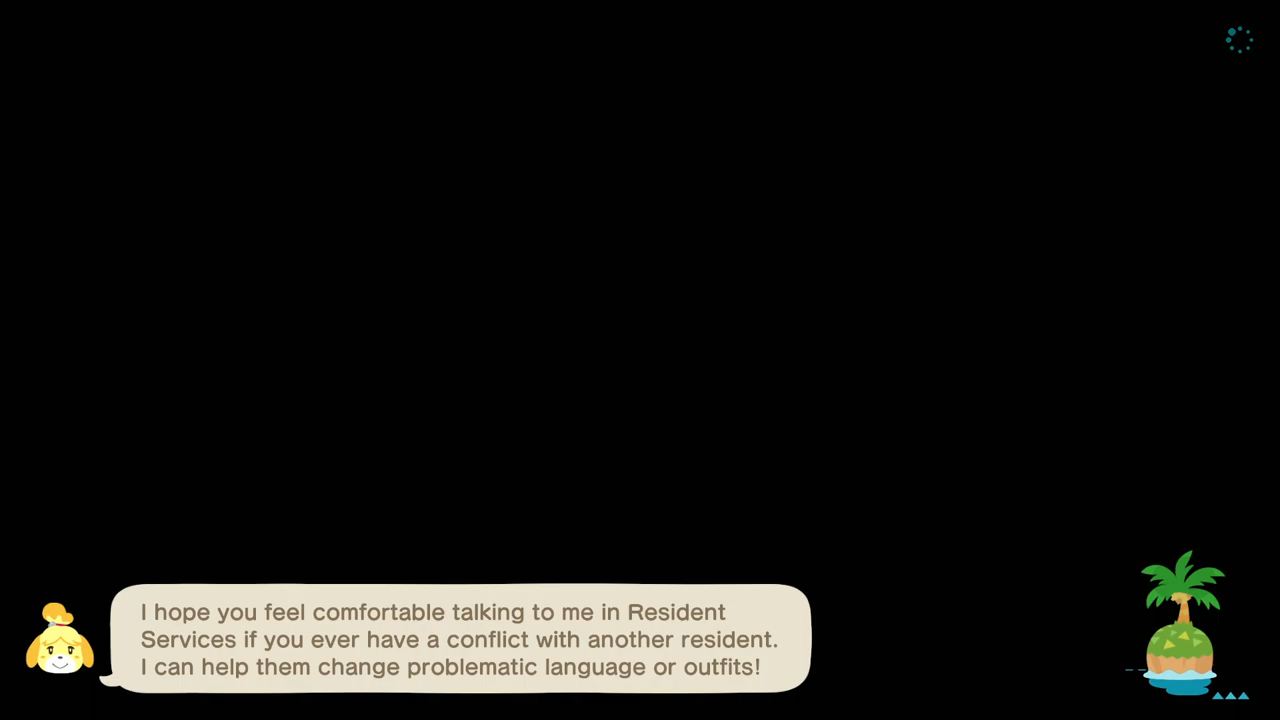 I hope you feel comfortable talking to me in Resident
Services if you ever have a conflict with another resident.
I can help them change problematic language or outfits!